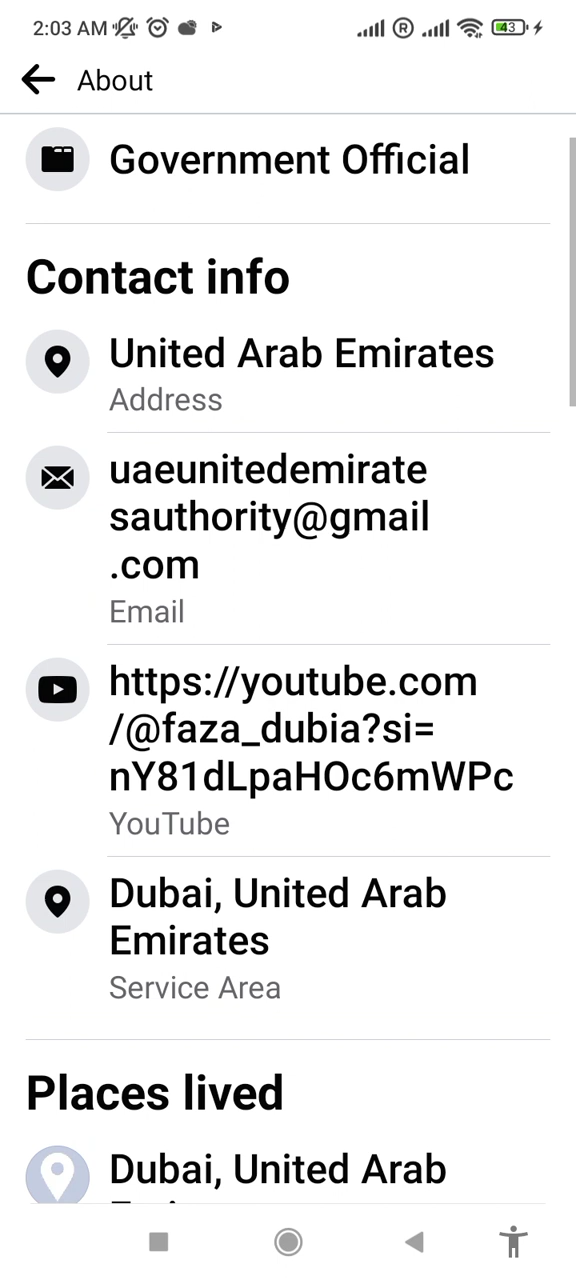 2:03 AM
R
43
About
Government Official
Contact info
United Arab Emirates
Address
uaeunitedemirate
sauthority@gmail
.com
Email
https://youtube.com
/@faza_dubia?si=
nY81dLpaHOc6mWPc
YouTube
Dubai, United Arab
Emirates
Service Area
Places lived
Dubai, United Arab